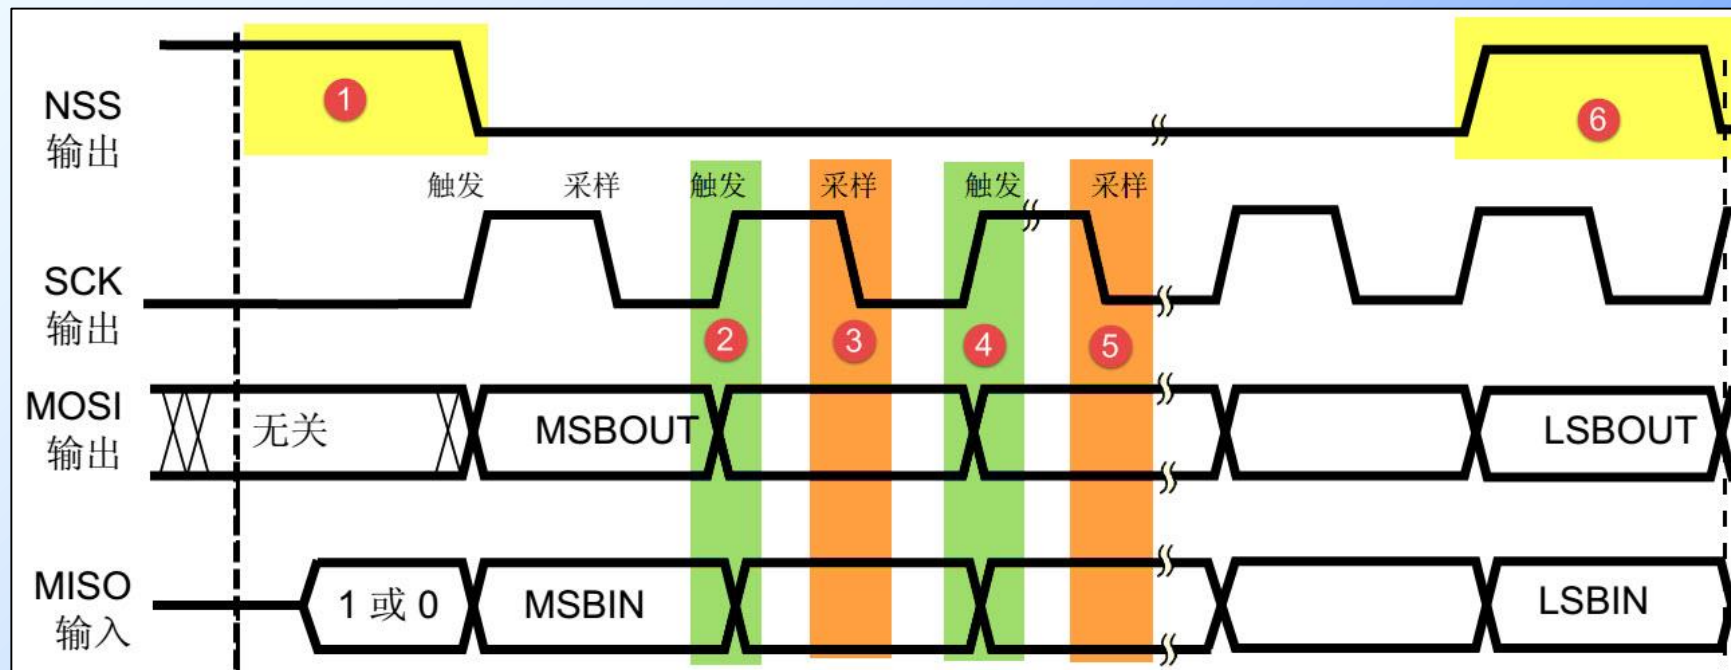 1
6
NSS
输出
触发 采样 触发 采样 触发 采样
SCK
输出
2 3 4 5
MOSI
输出
无关 MSBOUT LSBOUT
MISO
输入
1 或 0 MSBIN LSBIN